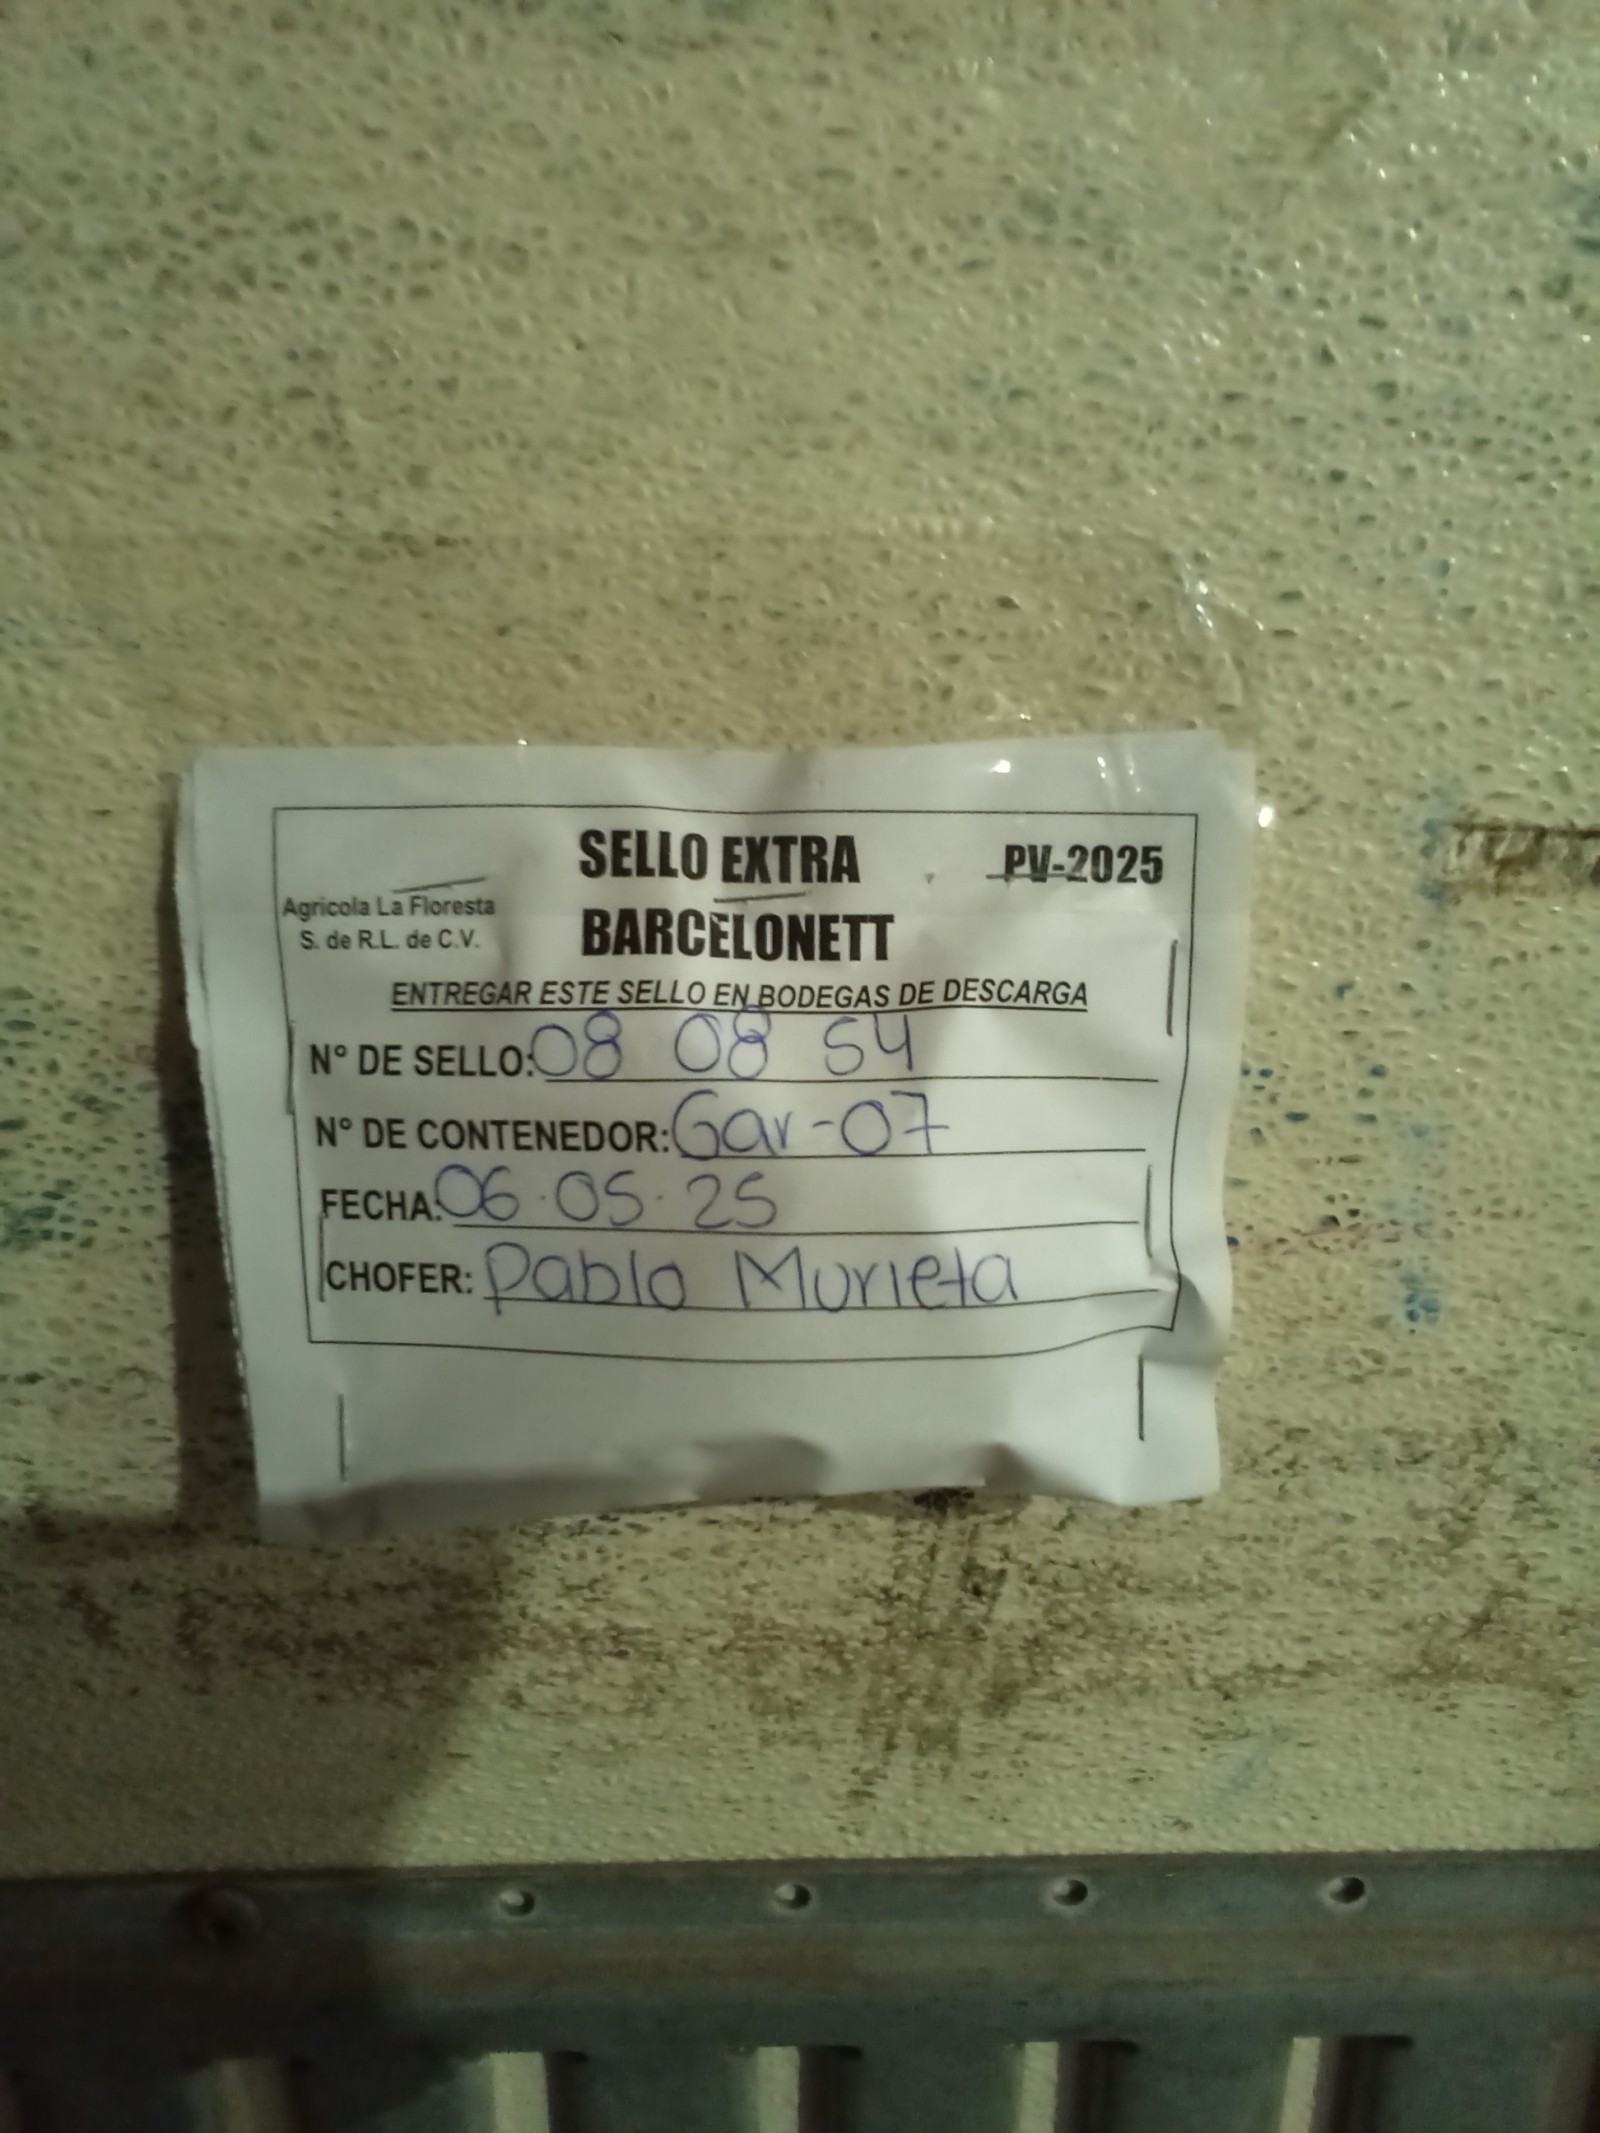 SELLO EXTRA PV-2025
Agricola La Floresta
S. de R.L. de C.V.
BARCELONETT
ENTREGAR ESTE SELLO EN BODEGAS DE DESCARGA
N° DE SELLO: 08 08 54
N° DE CONTENEDOR: Gar-07
FECHA: 06.05.25
CHOFER: Pablo Murieta